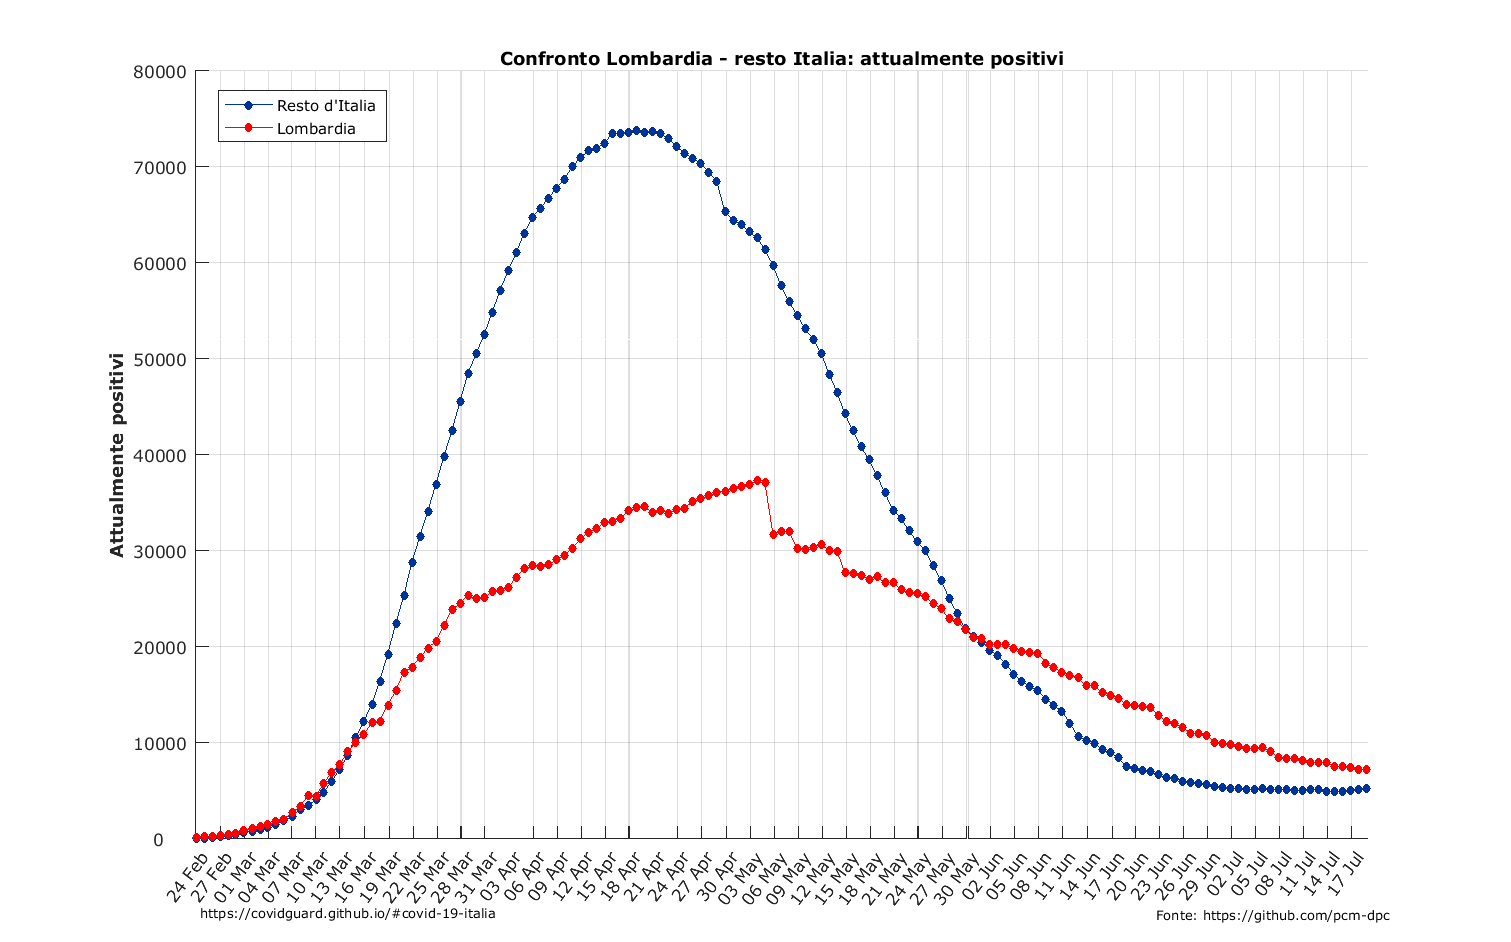 Confronto Lombardia - resto Italia: attualmente positivi
Resto d'Italia
Lombardia
Attualmente positivi
80000
70000
60000
50000
40000
30000
20000
10000
0
24 Feb
27 Feb
01 Mar
04 Mar
07 Mar
10 Mar
13 Mar
16 Mar
19 Mar
22 Mar
25 Mar
28 Mar
31 Mar
03 Apr
06 Apr
09 Apr
12 Apr
15 Apr
18 Apr
21 Apr
24 Apr
27 Apr
30 Apr
03 May
06 May
09 May
12 May
15 May
18 May
21 May
24 May
27 May
30 May
02 Jun
05 Jun
08 Jun
11 Jun
14 Jun
17 Jun
20 Jun
23 Jun
26 Jun
29 Jun
02 Jul
05 Jul
08 Jul
11 Jul
14 Jul
17 Jul
https://covidguard.github.io/#covid-19-italia
Fonte: https://github.com/pcm-dpc